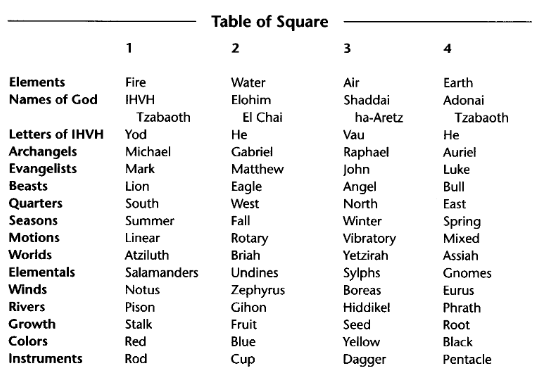 Table of Square
1 2 3 4
Elements Fire Water Air Earth
Names of God IHVH Elohim Shaddai Adonai
Tzabaoth El Chai ha-Aretz Tzabaoth
Letters of IHVH Yod He Vau He
Archangels Michael Gabriel Raphael Auriel
Evangelists Mark Matthew John Luke
Beasts Lion Eagle Angel Bull
Quarters South West North East
Seasons Summer Fall Winter Spring
Motions Linear Rotary Vibratory Mixed
Worlds Atziluth Briah Yetzirah Assiah
Elementals Salamanders Undines Sylphs Gnomes
Winds Notus Zephyrus Boreas Eurus
Rivers Pison Gihon Hiddikel Phrath
Growth Stalk Fruit Seed Root
Colors Red Blue Yellow Black
Instruments Rod Cup Dagger Pentacle